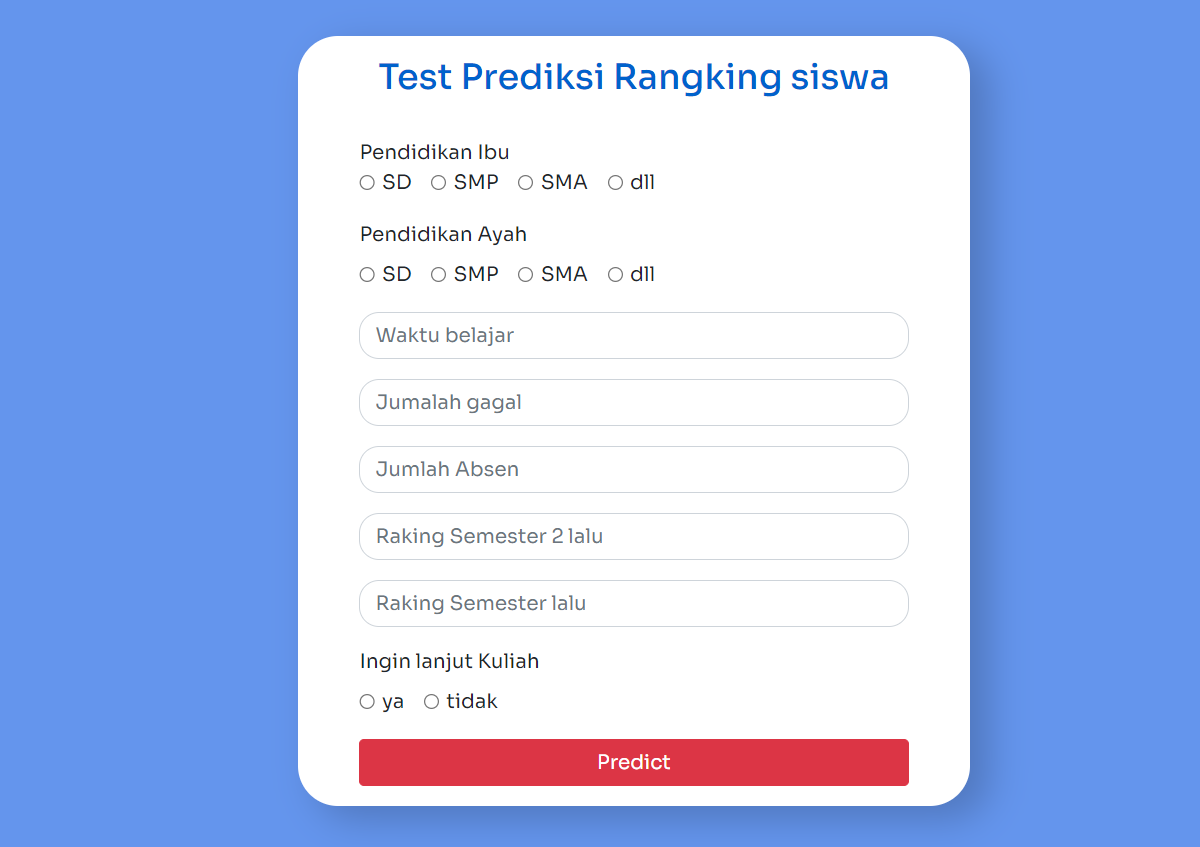 Test Prediksi Rangking siswa
Pendidikan Ibu
SD SMP SMA dll
Pendidikan Ayah
SD SMP SMA dll
Waktu belajar
Jumalah gagal
Jumlah Absen
Raking Semester 2 lalu
Raking Semester lalu
Ingin lanjut Kuliah
ya tidak
Predict